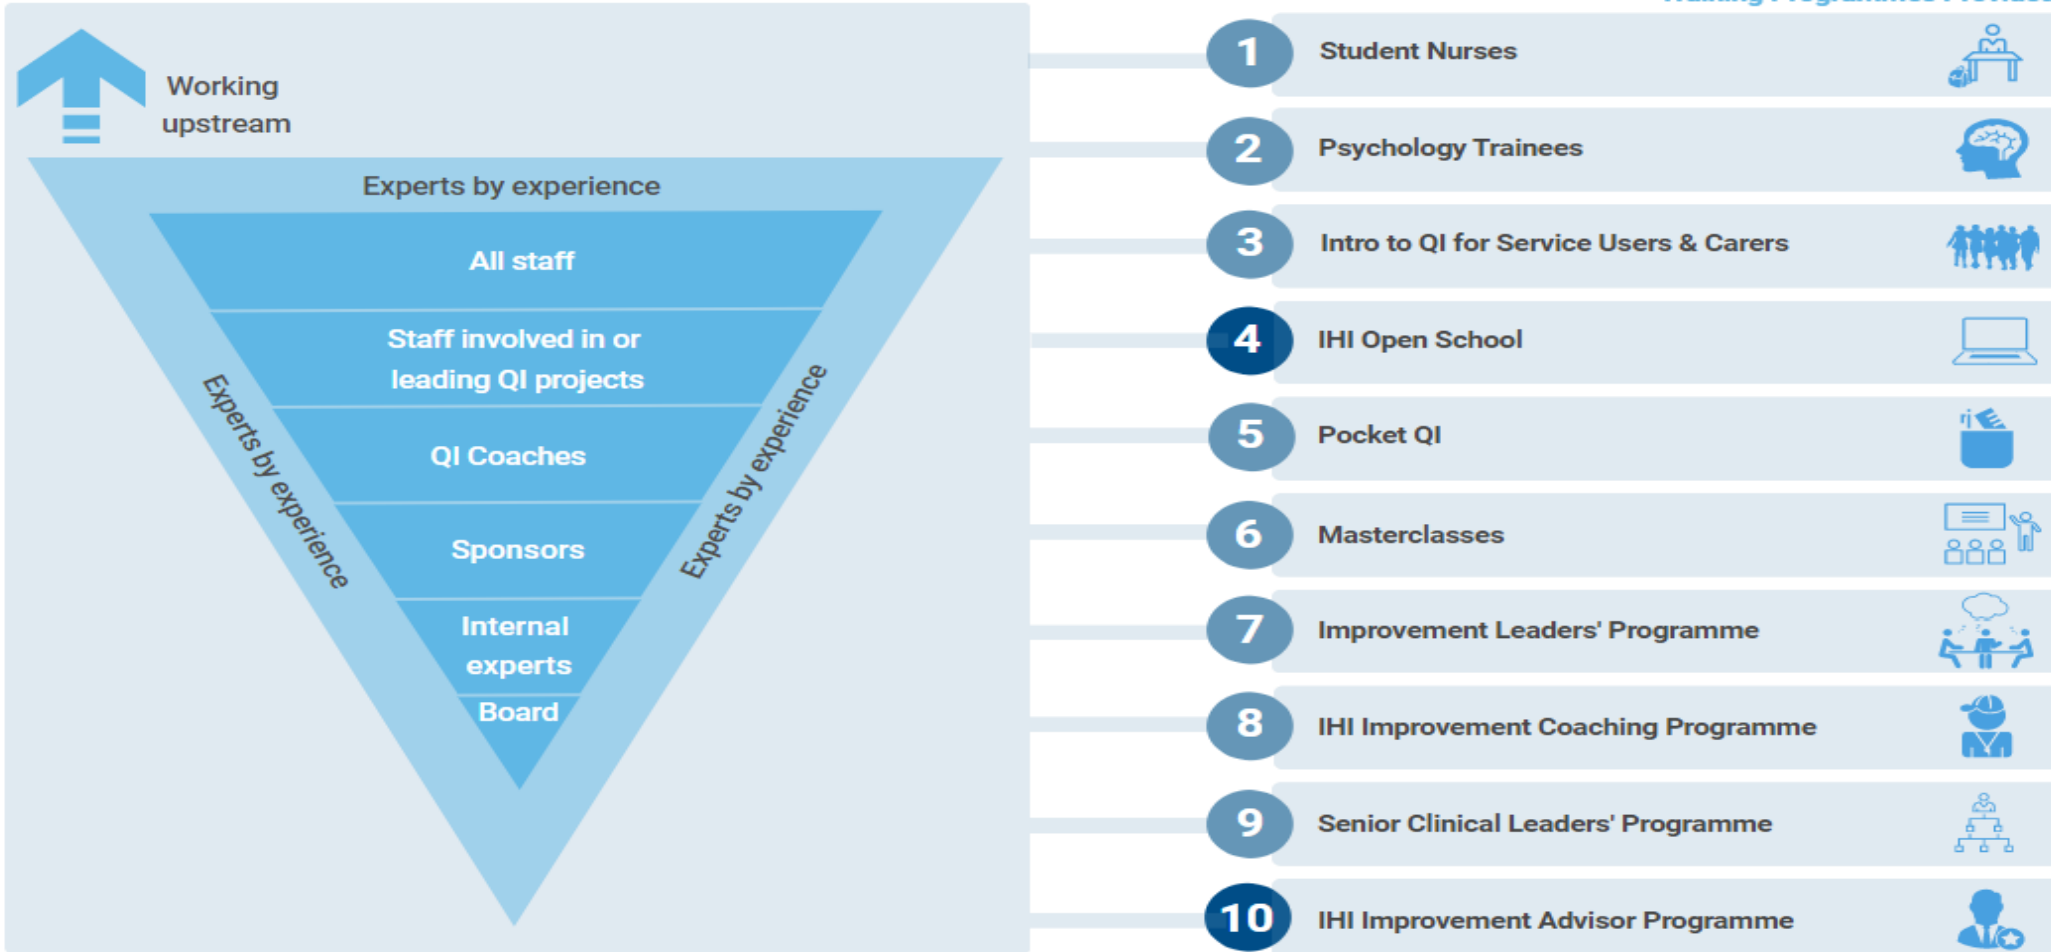 Training Programmes Provided
Working
upstream
Experts by experience
All staff
Staff involved in or
leading QI projects
QI Coaches
Sponsors
Internal
experts
Board
Experts by experience
Experts by experience
1 Student Nurses
2 Psychology Trainees
3 Intro to QI for Service Users & Carers
4 IHI Open School
5 Pocket QI
6 Masterclasses
7 Improvement Leaders' Programme
8 IHI Improvement Coaching Programme
9 Senior Clinical Leaders' Programme
10 IHI Improvement Advisor Programme